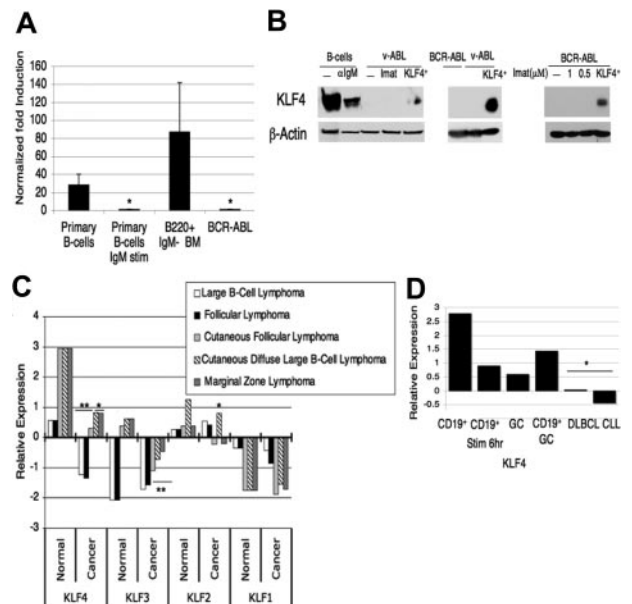 A
Normalized fold Induction
160
140
120
100
80
60
40
20
0
*
*
Primary
B-cells
Primary
B-cells
IgM stim
B220+
IgM- BM
BCR-ABL
B
B-cells
v-ABL
BCR-ABL
v-ABL
BCR-ABL
— αIgM
— Imat KLF4⁺
KLF4⁺
Imat(μM) — 1 0.5 KLF4⁺
KLF4
β-Actin
C
Relative Expression
4
3
2
1
0
-1
-2
-3
Large B-Cell Lymphoma
Follicular Lymphoma
Cutaneous Follicular Lymphoma
Cutaneous Diffuse Large B-Cell Lymphoma
Marginal Zone Lymphoma
** *
**
*
Normal
Cancer
Normal
Cancer
Normal
Cancer
Normal
Cancer
KLF4
KLF3
KLF2
KLF1
D
Relative Expression
3
2.5
2
1.5
1
0.5
0
-0.5
*
CD19⁺
CD19⁺
Stim 6hr
GC
CD19⁺
GC
DLBCL
CLL
KLF4